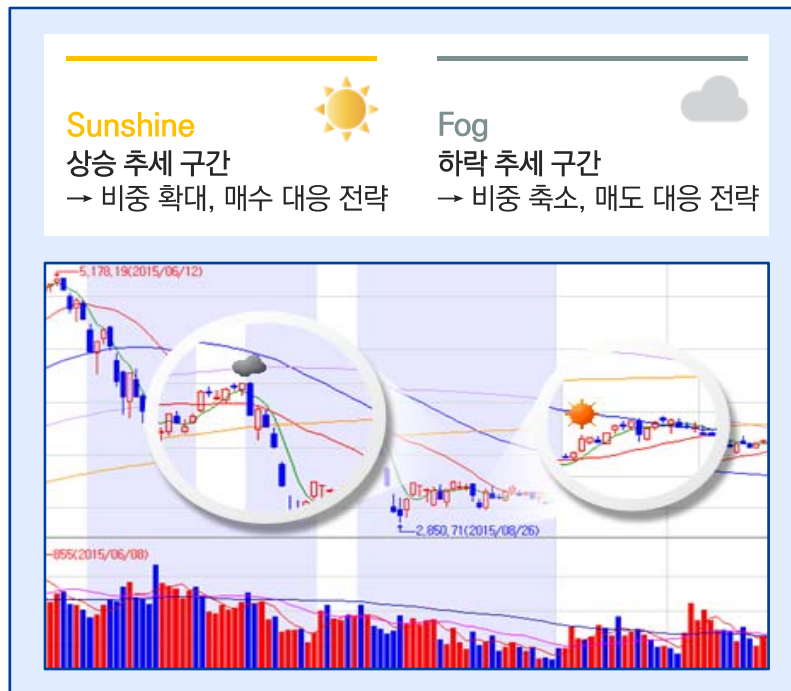 Sunshine
상승 추세 구간
→ 비중 확대, 매수 대응 전략
Fog
하락 추세 구간
→ 비중 축소, 매도 대응 전략
5,178,19(2015/06/12)
2,850,71(2015/08/26)
855(2015/06/08)